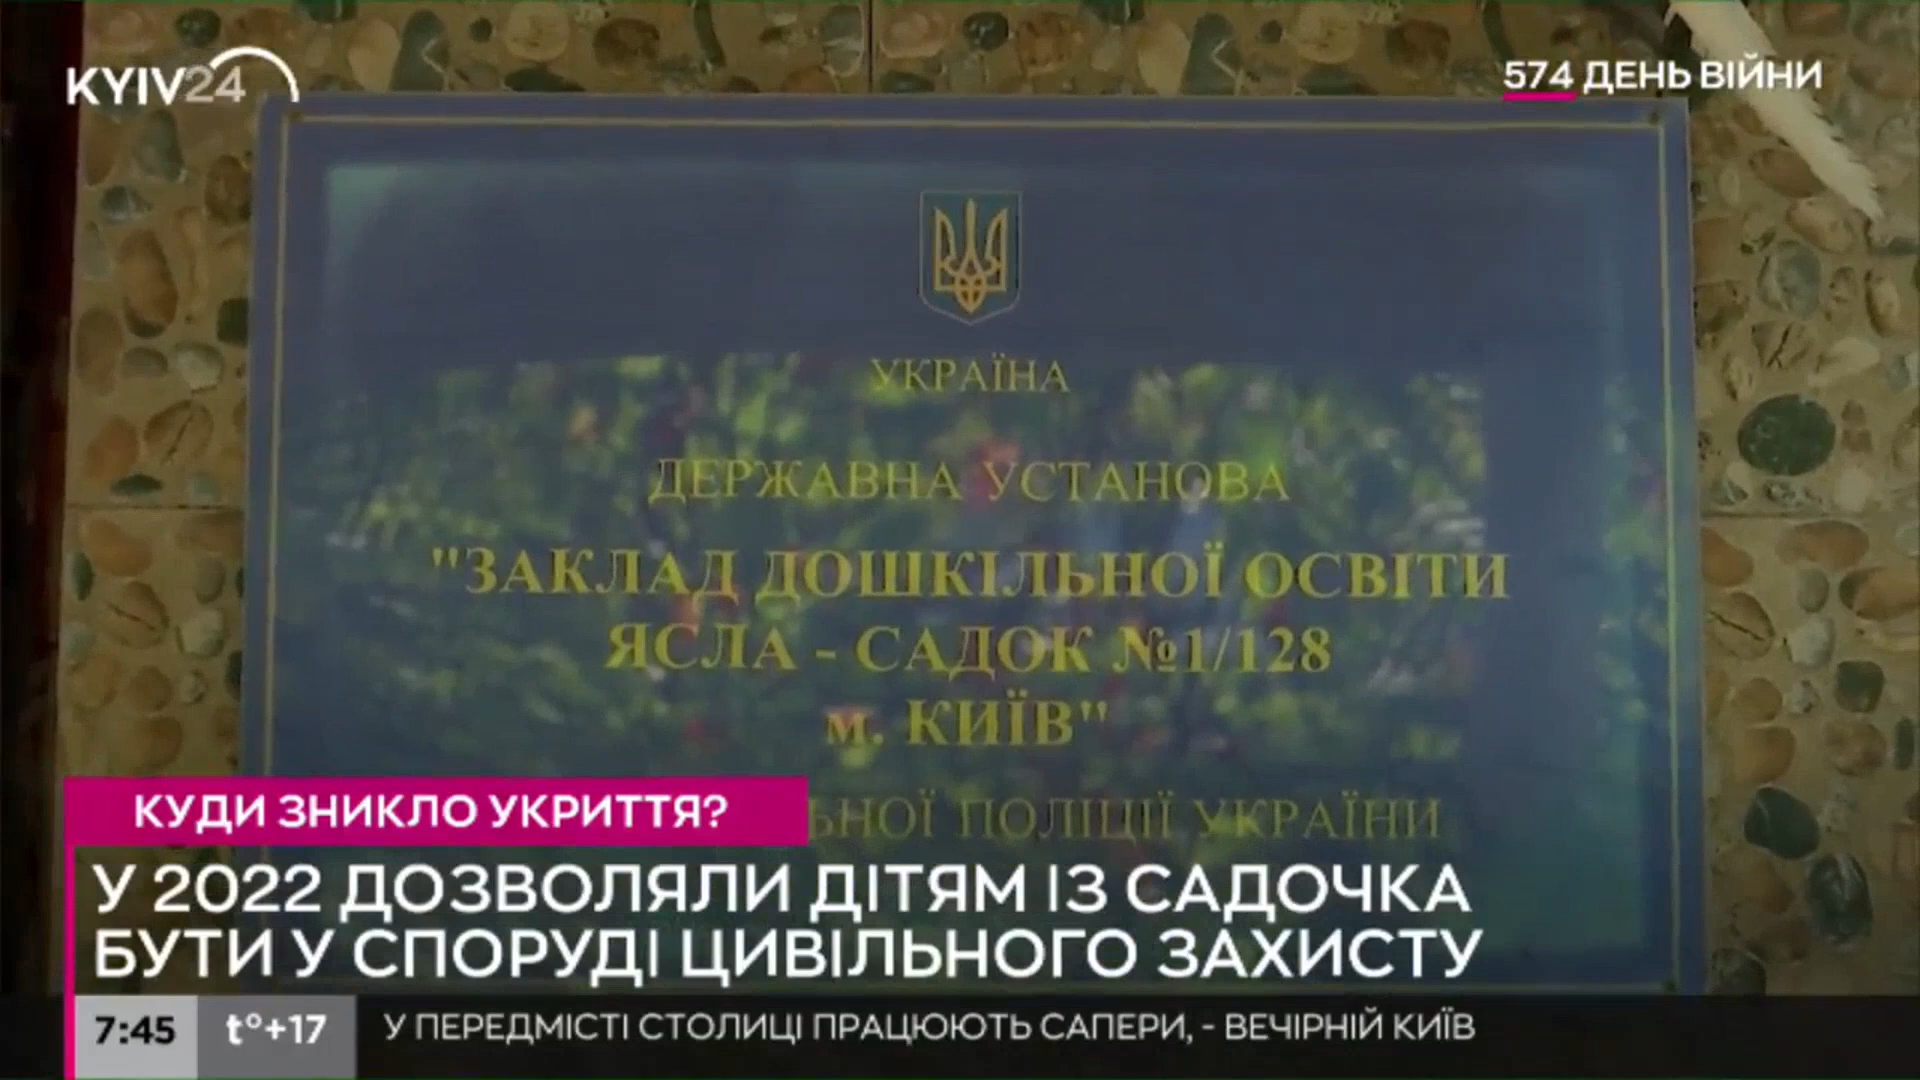 KYIV24
574 ДЕНЬ ВІЙНИ
УКРАЇНА
ДЕРЖАВНА УСТАНОВА
"ЗАКЛАД ДОШКІЛЬНОЇ ОСВІТИ
ЯСЛА - САДОК №1/128
м. КИЇВ"
ПОЛІЦІЇ УКРАЇНИ
КУДИ ЗНИКЛО УКРИТТЯ?
У 2022 ДОЗВОЛЯЛИ ДІТЯМ ІЗ САДОЧКА
БУТИ У СПОРУДІ ЦИВІЛЬНОГО ЗАХИСТУ
7:45 t°+17 У ПЕРЕДМІСТІ СТОЛИЦІ ПРАЦЮЮТЬ САПЕРИ, - ВЕЧІРНІЙ КИЇВ